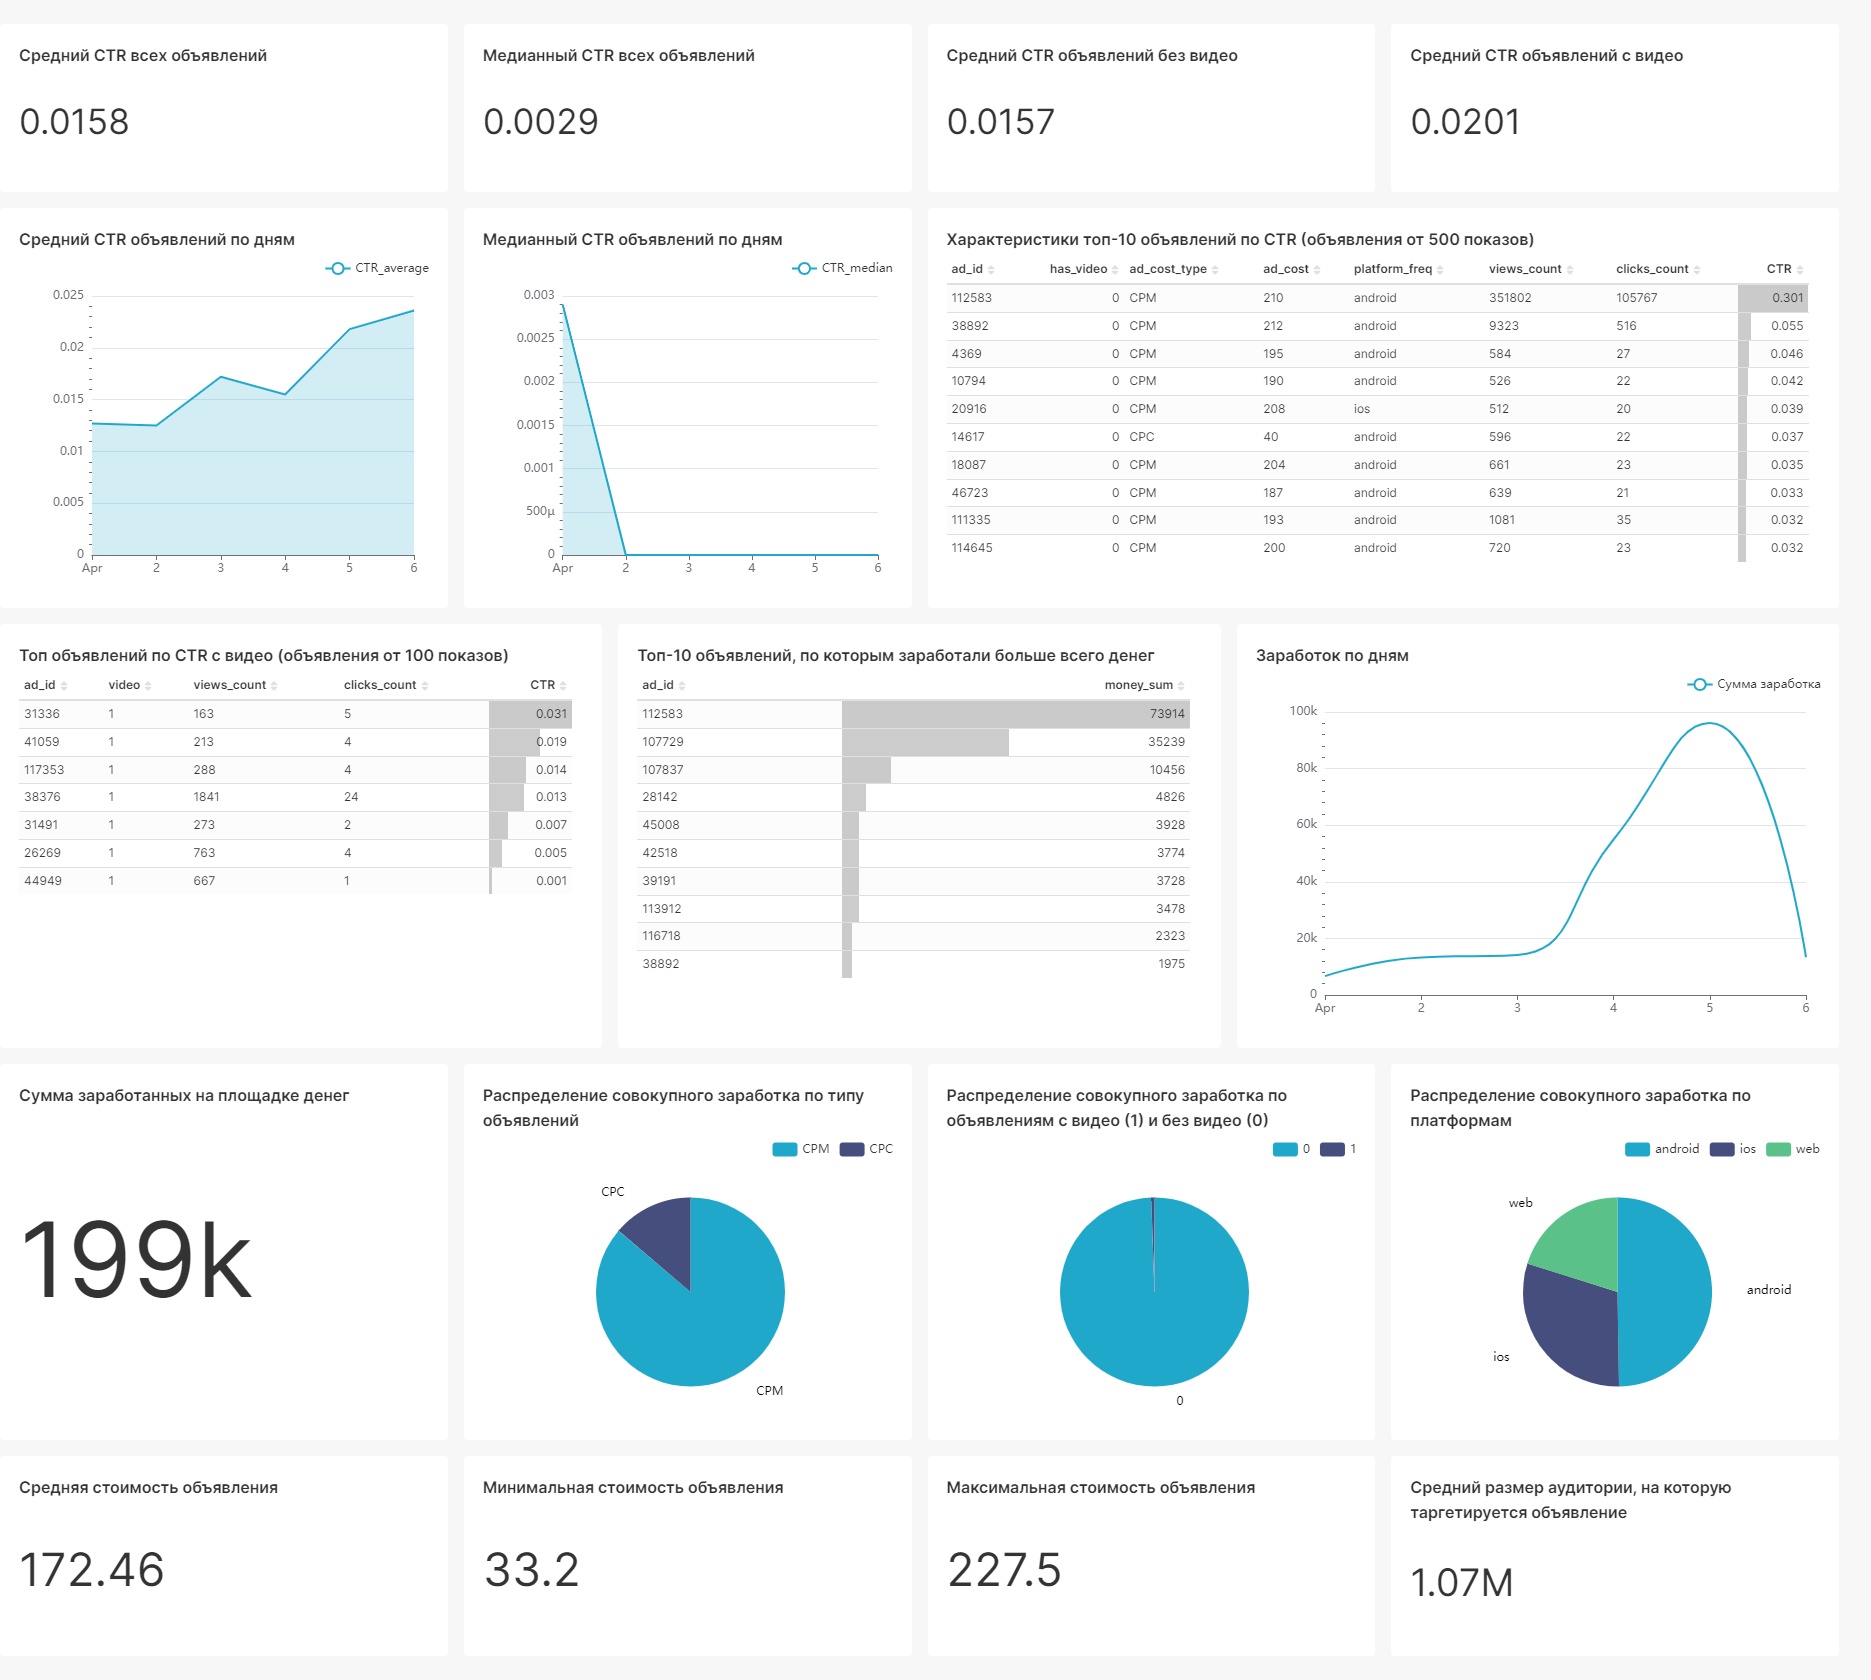 Средний CTR всех объявлений
0.0158
Медианный CTR всех объявлений
0.0029
Средний CTR объявлений без видео
0.0157
Средний CTR объявлений с видео
0.0201
Средний CTR объявлений по дням
CTR_average
0.025
0.02
0.015
0.01
0.005
0
Apr 2 3 4 5 6
Медианный CTR объявлений по дням
CTR_median
0.003
0.0025
0.002
0.0015
0.001
500µ
0
Apr 2 3 4 5 6
Характеристики топ-10 объявлений по CTR (объявления от 500 показов)
ad_id has_video ad_cost_type ad_cost platform_freq views_count clicks_count CTR
112583 0 CPM 210 android 351802 105767 0.301
38892 0 CPM 212 android 9323 516 0.055
4369 0 CPM 195 android 584 27 0.046
10794 0 CPM 190 android 526 22 0.042
20916 0 CPM 208 ios 512 20 0.039
14617 0 CPC 40 android 596 22 0.037
18087 0 CPM 204 android 661 23 0.035
46723 0 CPM 187 android 639 21 0.033
111335 0 CPM 193 android 1081 35 0.032
114645 0 CPM 200 android 720 23 0.032
Топ объявлений по CTR с видео (объявления от 100 показов)
ad_id video views_count clicks_count CTR
31336 1 163 5 0.031
41059 1 213 4 0.019
117353 1 288 4 0.014
38376 1 1841 24 0.013
31491 1 273 2 0.007
26269 1 763 4 0.005
44949 1 667 1 0.001
Топ-10 объявлений, по которым заработали больше всего денег
ad_id money_sum
112583 73914
107729 35239
107837 10456
28142 4826
45008 3928
42518 3774
39191 3728
113912 3478
116718 2323
38892 1975
Заработок по дням
Сумма заработка
100k
80k
60k
40k
20k
0
Apr 2 3 4 5 6
Сумма заработанных на площадке денег
199k
Распределение совокупного заработка по типу
объявлений
CPM CPC
CPC
CPM
Распределение совокупного заработка по
объявлениям с видео (1) и без видео (0)
0 1
0
Распределение совокупного заработка по
платформам
android ios web
web
android
ios
Средняя стоимость объявления
172.46
Минимальная стоимость объявления
33.2
Максимальная стоимость объявления
227.5
Средний размер аудитории, на которую
таргетируется объявление
1.07M